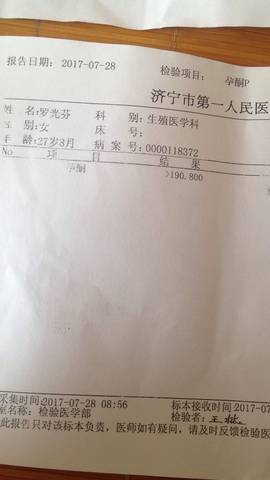 报告日期: 2017-07-28 检验项目: 孕酮P
济宁市第一人民医
姓 名:罗光芬 科 别:生殖医学科
性 别:女 床 号:
年 龄:27岁3月 病 案 号:0000118372
No 项 目 结 果
孕酮 >190.800
采集时间:2017-07-28 08:56 标本接收时间:2017-07
室名称: 检验医学部 检验者:
此报告只对该标本负责，医师如有疑问，请及时反馈检验医